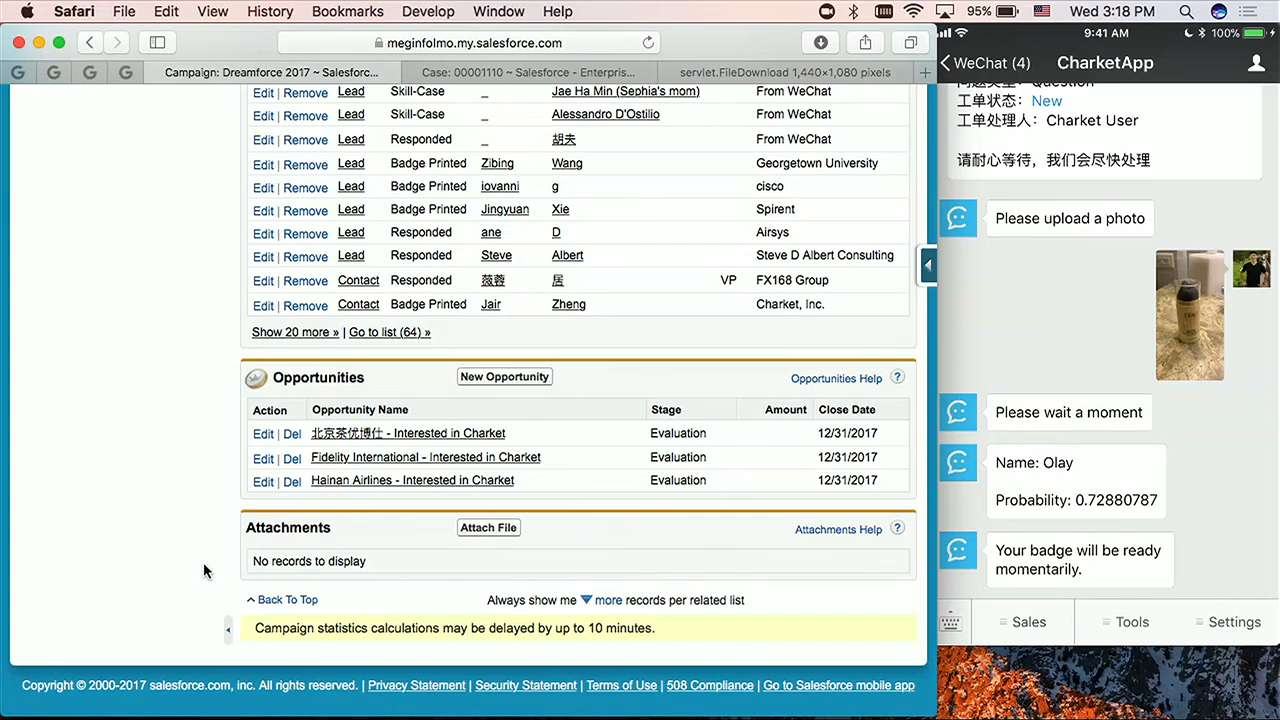 Safari File Edit View History Bookmarks Develop Window Help 95% Wed 3:18 PM
meginfolmo.my.salesforce.com
G G G G Campaign: Dreamforce 2017 ~ Salesforc... Case: 00001110 ~ Salesforce - Enterpris... servlet.FileDownload 1,440×1,080 pixels +
Edit | Remove Lead Skill-Case _ Jae Ha Min (Sephia's mom) From WeChat
Edit | Remove Lead Skill-Case _ Alessandro D'Ostilio From WeChat
Edit | Remove Lead Responded _ 胡夫 From WeChat
Edit | Remove Lead Badge Printed Zibing Wang Georgetown University
Edit | Remove Lead Badge Printed iovanni g cisco
Edit | Remove Lead Badge Printed Jingyuan Xie Spirent
Edit | Remove Lead Responded ane D Airsys
Edit | Remove Lead Responded Steve Albert Steve D Albert Consulting
Edit | Remove Contact Responded 薇蓉 居 VP FX168 Group
Edit | Remove Contact Badge Printed Jair Zheng Charket, Inc.
Show 20 more » | Go to list (64) »
Opportunities New Opportunity Opportunities Help ?
Action Opportunity Name Stage Amount Close Date
Edit | Del 北京茶优博仕 - Interested in Charket Evaluation 12/31/2017
Edit | Del Fidelity International - Interested in Charket Evaluation 12/31/2017
Edit | Del Hainan Airlines - Interested in Charket Evaluation 12/31/2017
Attachments Attach File Attachments Help ?
No records to display
Back To Top Always show me more records per related list
Campaign statistics calculations may be delayed by up to 10 minutes.
Copyright © 2000-2017 salesforce.com, inc. All rights reserved. | Privacy Statement | Security Statement | Terms of Use | 508 Compliance | Go to Salesforce mobile app
9:41 AM 100%
WeChat (4) CharketApp
问题类型: Question
工单状态: New
工单处理人: Charket User
请耐心等待，我们会尽快处理
Please upload a photo
Please wait a moment
Name: Olay
Probability: 0.72880787
Your badge will be ready
momentarily.
Sales Tools Settings